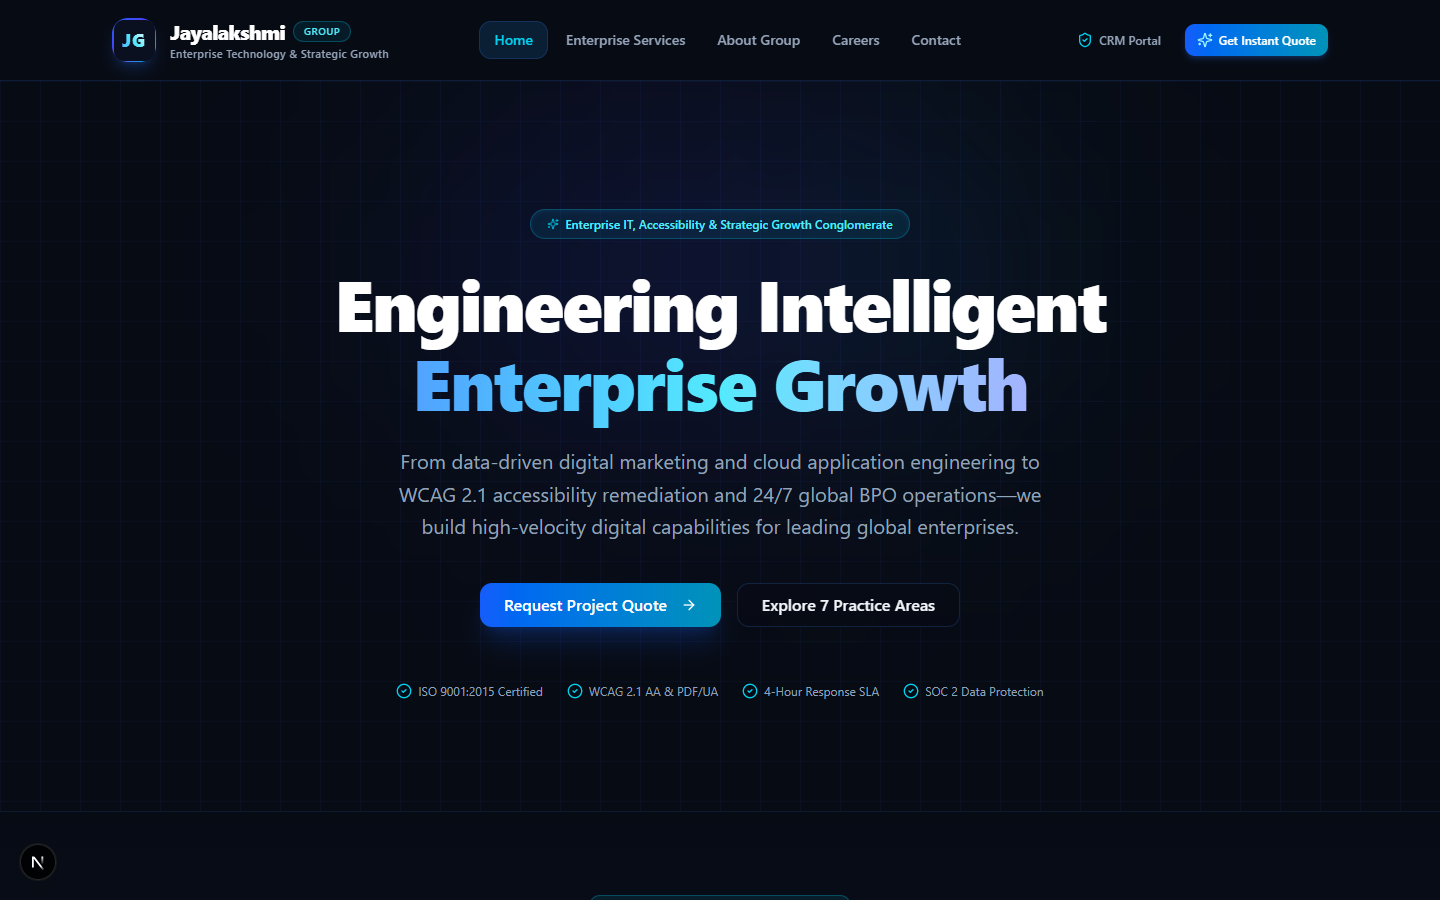 JG
Jayalakshmi GROUP
Enterprise Technology & Strategic Growth
Home
Enterprise Services
About Group
Careers
Contact
CRM Portal
Get Instant Quote
Enterprise IT, Accessibility & Strategic Growth Conglomerate
Engineering Intelligent
Enterprise Growth
From data-driven digital marketing and cloud application engineering to
WCAG 2.1 accessibility remediation and 24/7 global BPO operations—we
build high-velocity digital capabilities for leading global enterprises.
Request Project Quote
Explore 7 Practice Areas
ISO 9001:2015 Certified
WCAG 2.1 AA & PDF/UA
4-Hour Response SLA
SOC 2 Data Protection
N